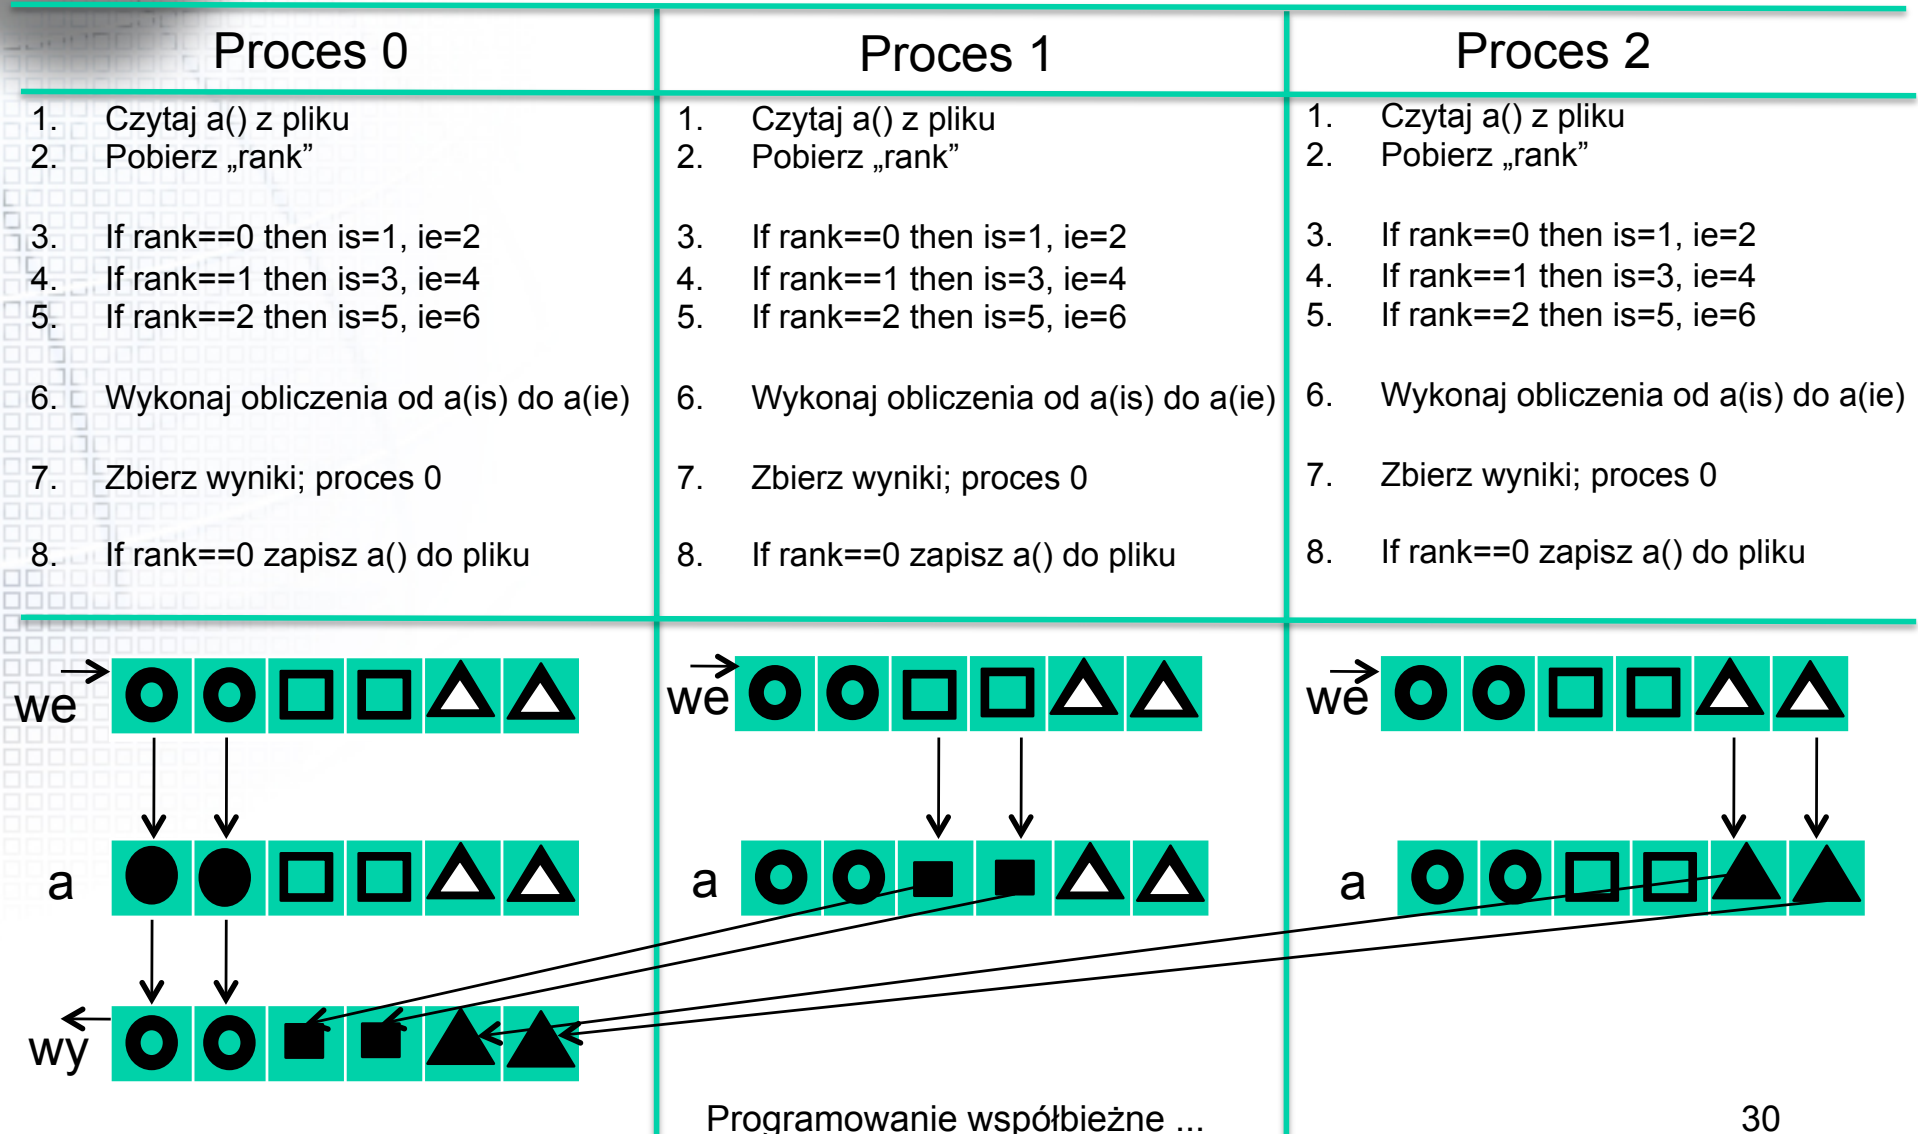 Proces 0
1. Czytaj a() z pliku
2. Pobierz „rank”
3. If rank==0 then is=1, ie=2
4. If rank==1 then is=3, ie=4
5. If rank==2 then is=5, ie=6
6. Wykonaj obliczenia od a(is) do a(ie)
7. Zbierz wyniki; proces 0
8. If rank==0 zapisz a() do pliku
Proces 1
1. Czytaj a() z pliku
2. Pobierz „rank”
3. If rank==0 then is=1, ie=2
4. If rank==1 then is=3, ie=4
5. If rank==2 then is=5, ie=6
6. Wykonaj obliczenia od a(is) do a(ie)
7. Zbierz wyniki; proces 0
8. If rank==0 zapisz a() do pliku
Proces 2
1. Czytaj a() z pliku
2. Pobierz „rank”
3. If rank==0 then is=1, ie=2
4. If rank==1 then is=3, ie=4
5. If rank==2 then is=5, ie=6
6. Wykonaj obliczenia od a(is) do a(ie)
7. Zbierz wyniki; proces 0
8. If rank==0 zapisz a() do pliku
we
we
we
a
a
a
wy
Programowanie współbieżne ...
30